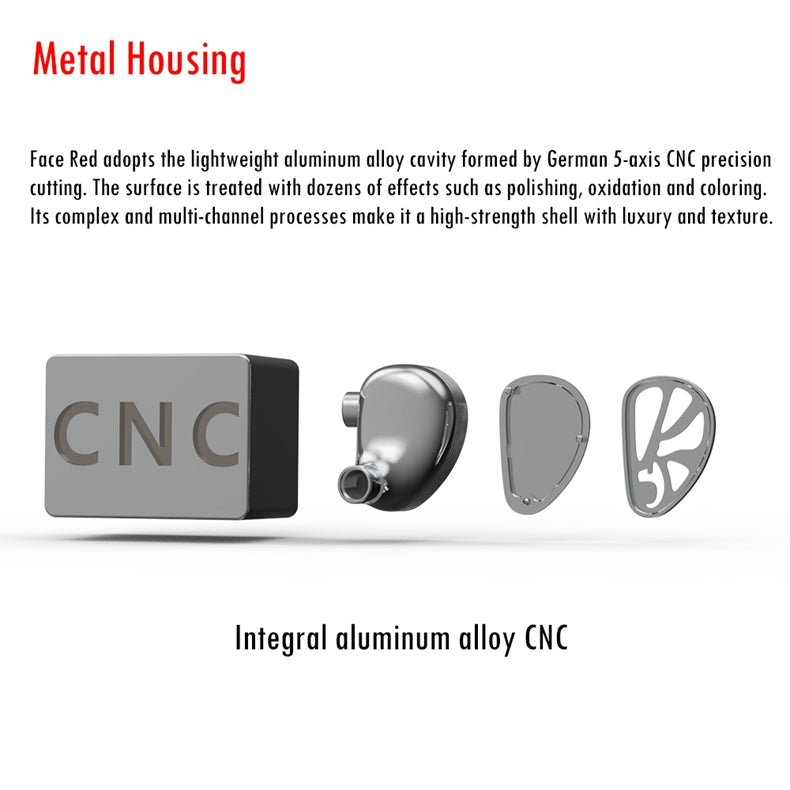 Metal Housing
Face Red adopts the lightweight aluminum alloy cavity formed by German 5-axis CNC precision
cutting. The surface is treated with dozens of effects such as polishing, oxidation and coloring.
Its complex and multi-channel processes make it a high-strength shell with luxury and texture.
CNC
Integral aluminum alloy CNC